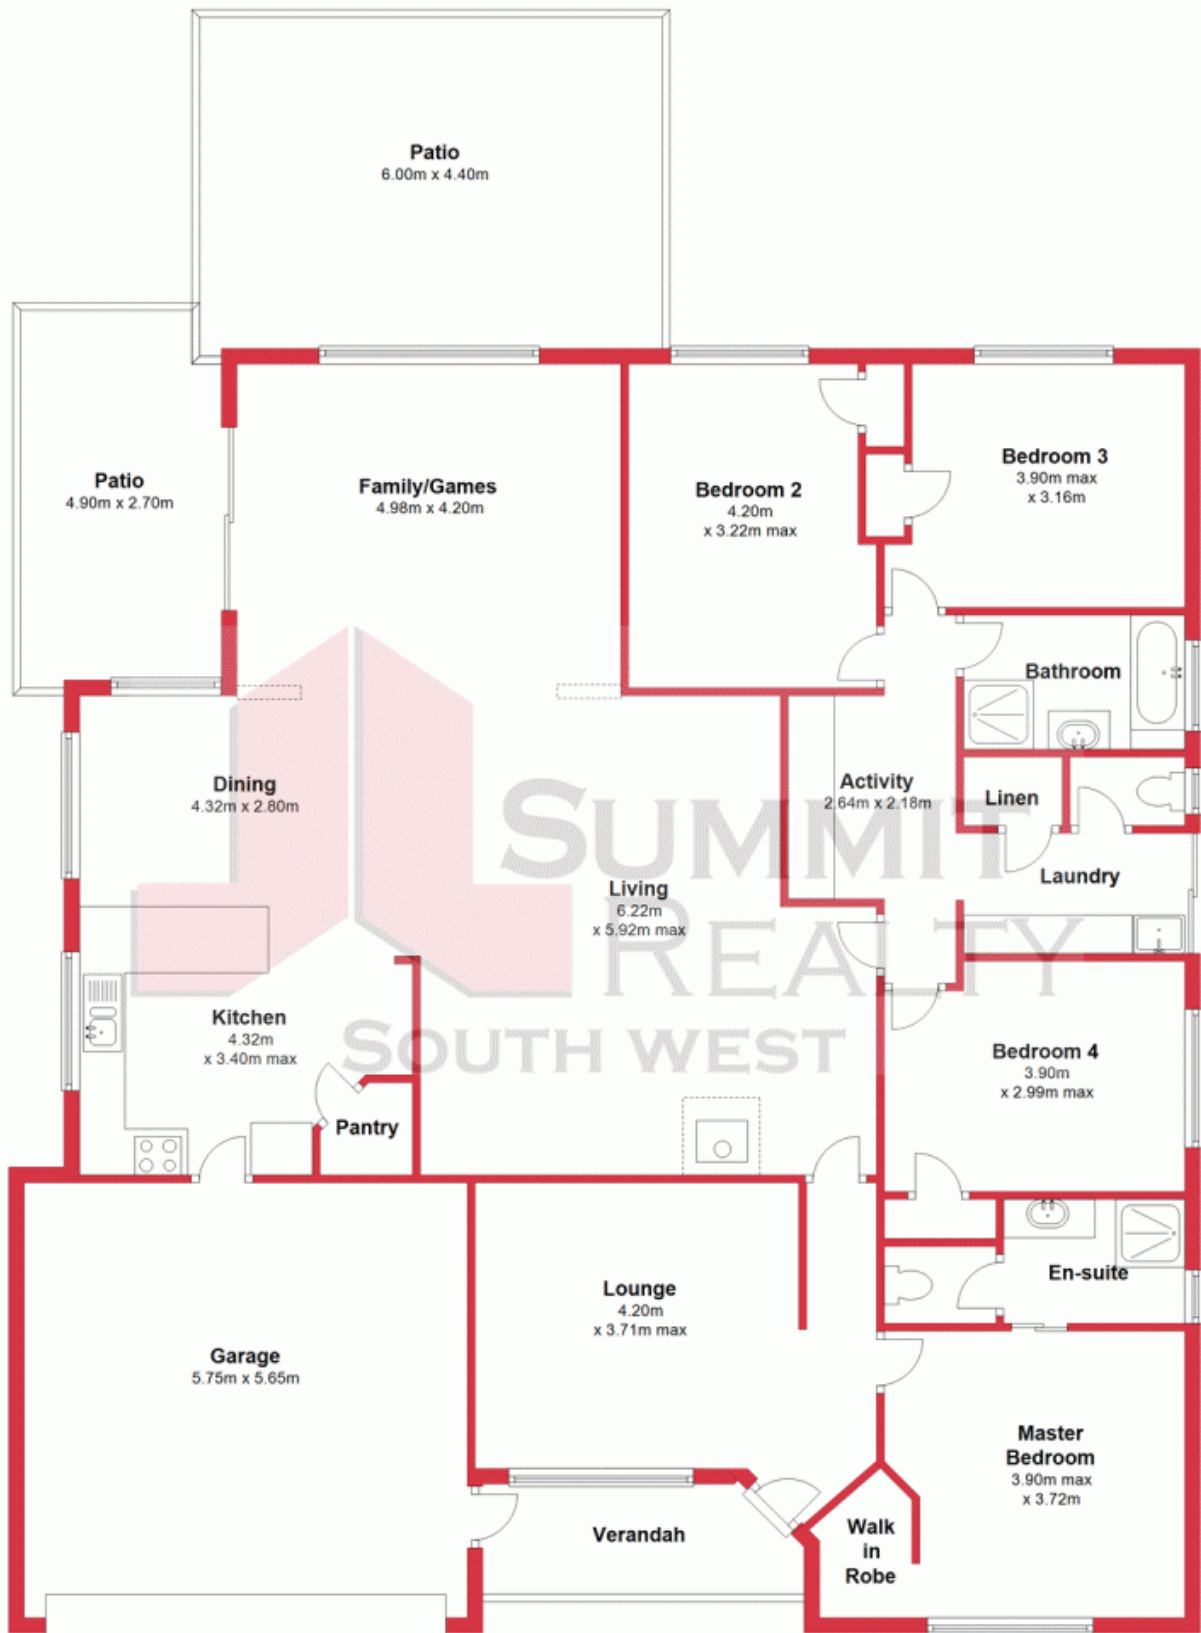 Patio
6.00m x 4.40m
Patio
4.90m x 2.70m
Family/Games
4.98m x 4.20m
Bedroom 2
4.20m
x 3.22m max
Bedroom 3
3.90m max
x 3.16m
Bathroom
Dining
4.32m x 2.80m
Activity
2.64m x 2.18m
Linen
Laundry
Living
6.22m
x 5.92m max
SUMMIT
REALTY
SOUTH WEST
Kitchen
4.32m
x 3.40m max
Pantry
Bedroom 4
3.90m
x 2.99m max
En-suite
Lounge
4.20m
x 3.71m max
Garage
5.75m x 5.65m
Master
Bedroom
3.90m max
x 3.72m
Verandah
Walk
in
Robe